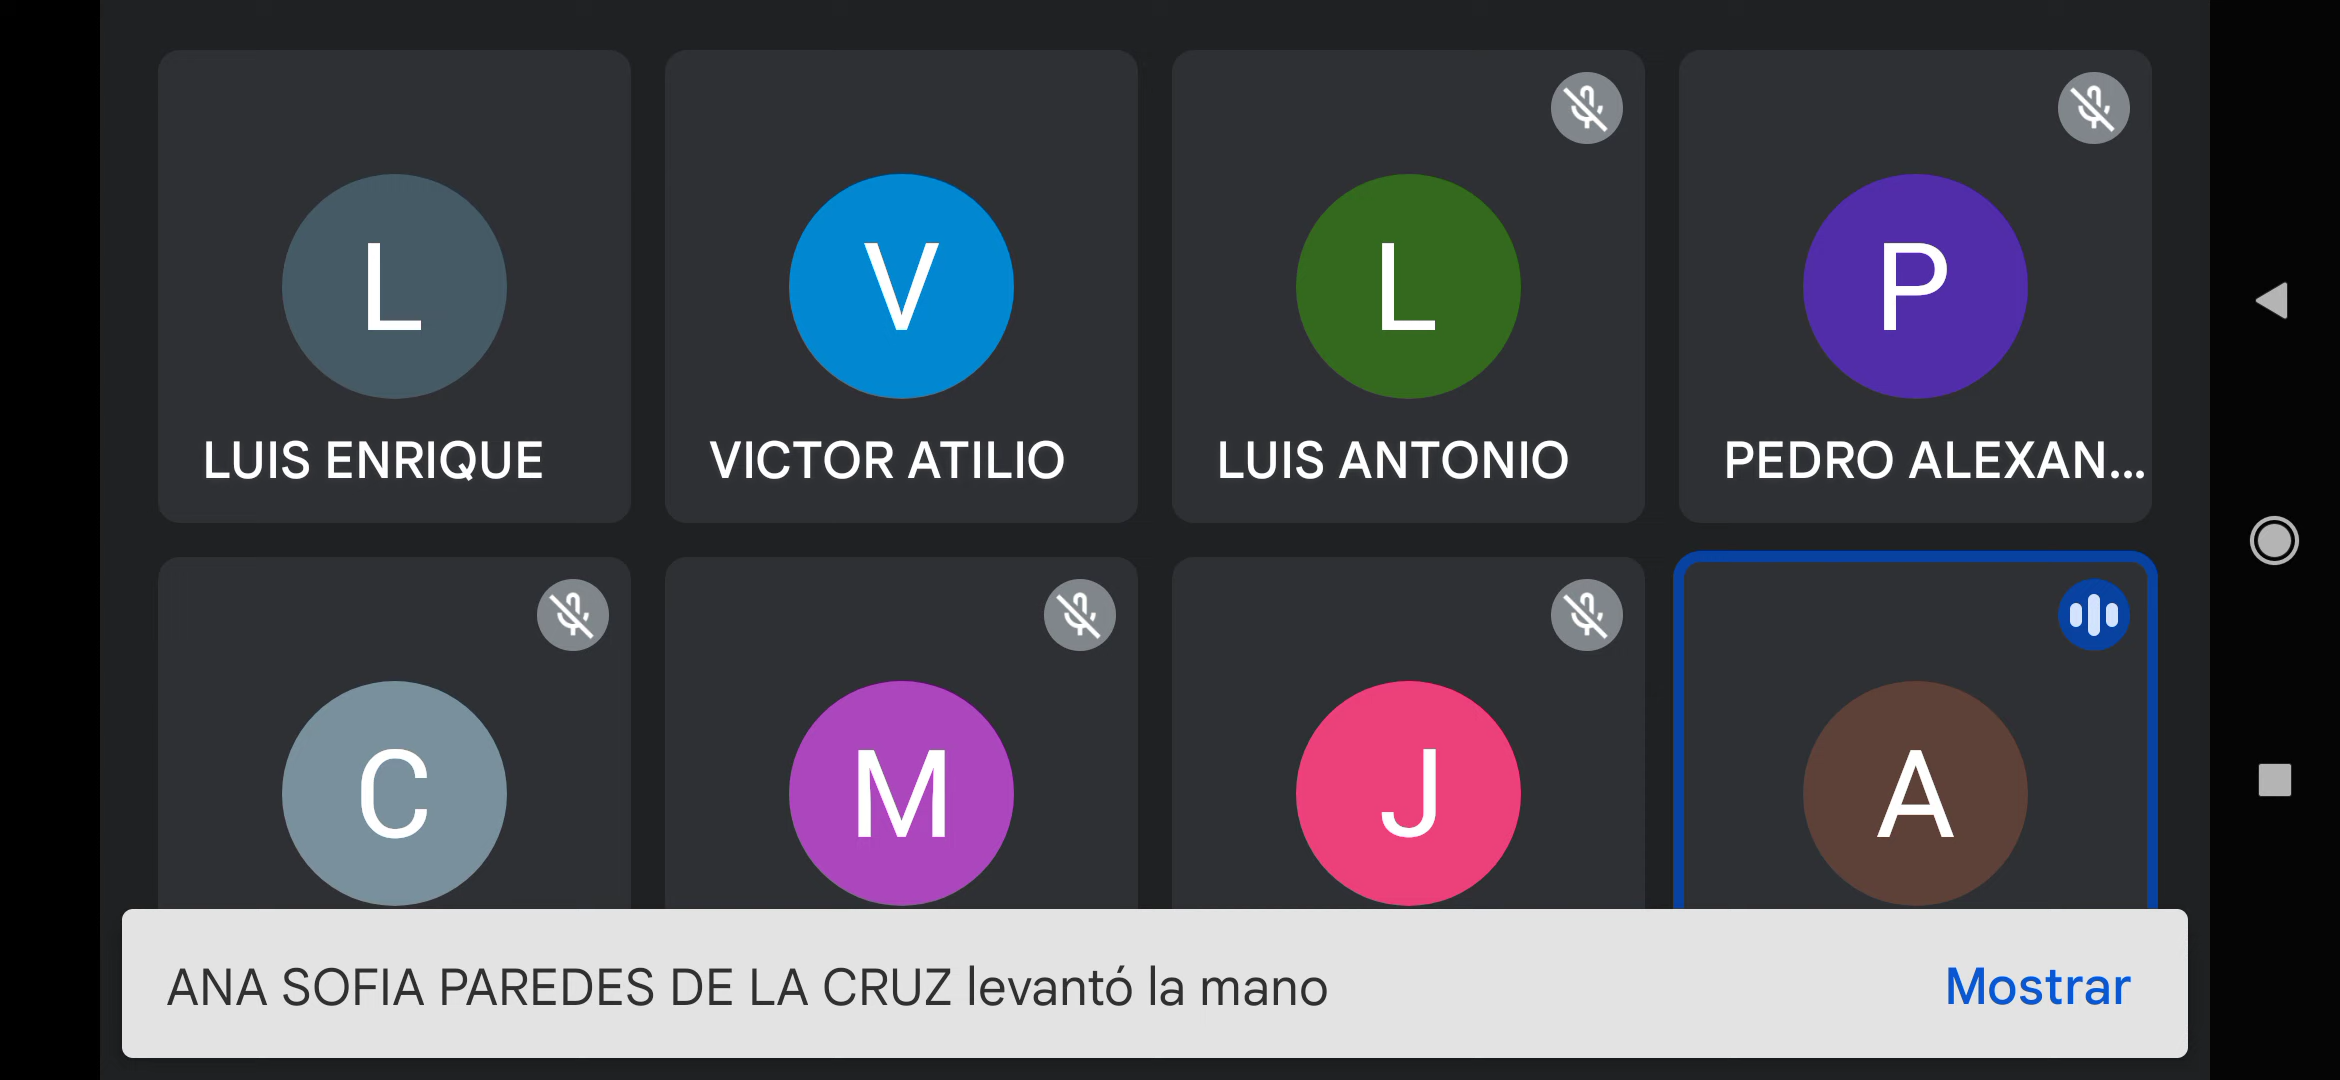 L
V
L
P
LUIS ENRIQUE
VICTOR ATILIO
LUIS ANTONIO
PEDRO ALEXAN...
C
M
J
A
ANA SOFIA PAREDES DE LA CRUZ levantó la mano
Mostrar